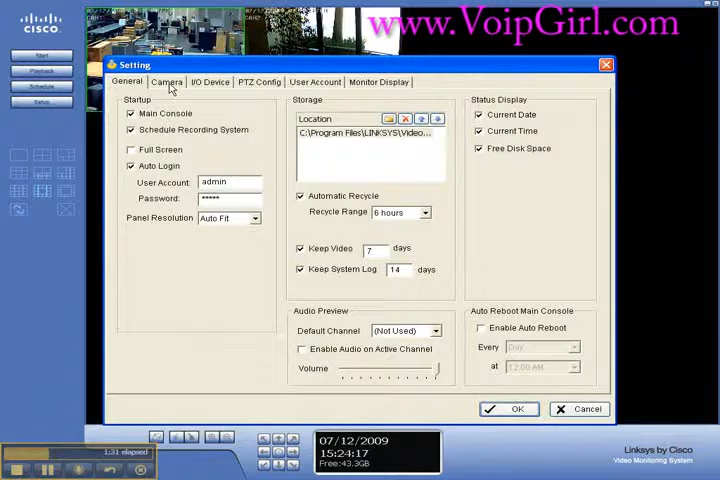 www.VoipGirl.com
CISCO
Start
Playback
Schedule
Setup
Setting
General
Camera
I/O Device
PTZ Config
User Account
Monitor Display
Startup
Main Console
Schedule Recording System
Full Screen
Auto Login
User Account:
admin
Password:
*****
Panel Resolution
Auto Fit
Storage
Location
C:\Program Files\LINKSYS\Video...
Automatic Recycle
Recycle Range
6 hours
Keep Video
7
days
Keep System Log
14
days
Audio Preview
Default Channel
(Not Used)
Enable Audio on Active Channel
Volume
Status Display
Current Date
Current Time
Free Disk Space
Auto Reboot Main Console
Enable Auto Reboot
Every
Day
at
12:00 AM
OK
Cancel
1:31 elapsed
07/12/2009
15:24:17
Free:43.3GB
Linksys by Cisco
Video Monitoring System